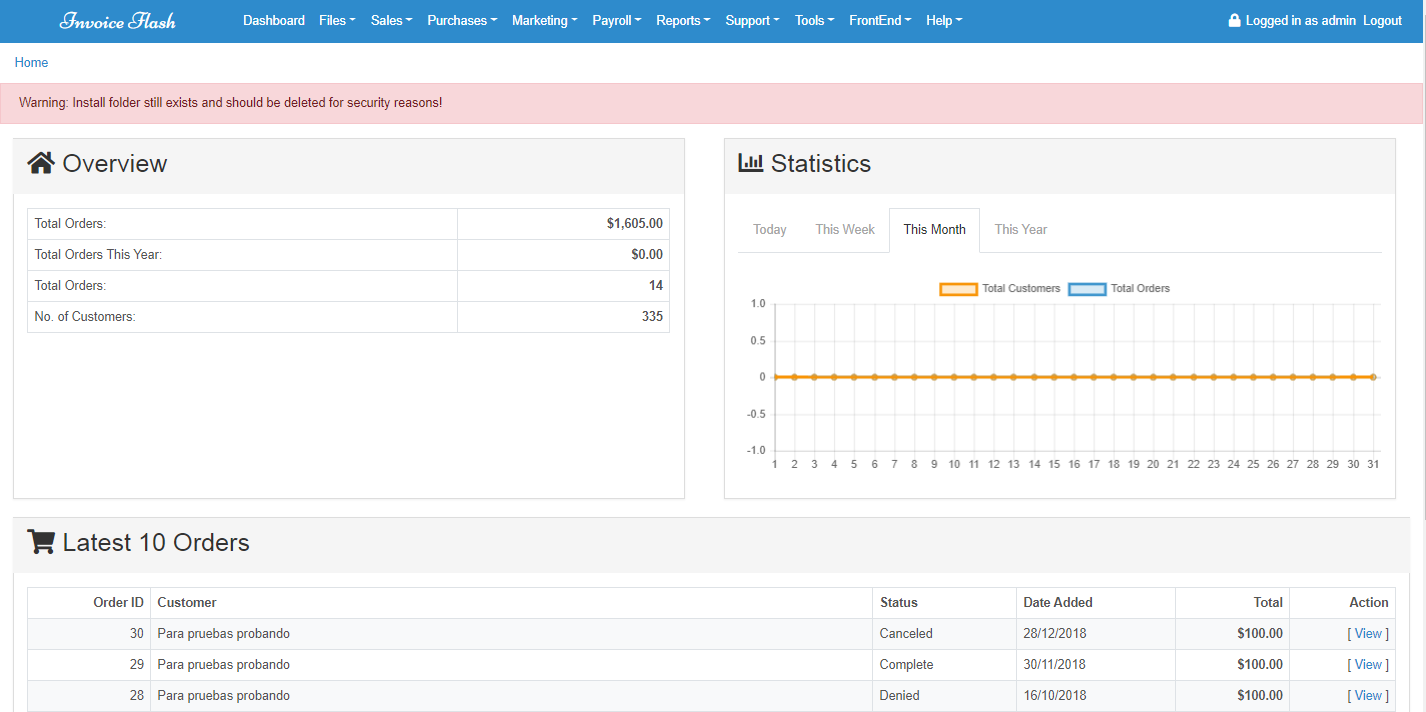 Invoice Flash Dashboard Files Sales Purchases Marketing Payroll Reports Support Tools FrontEnd Help Logged in as admin Logout
Home
Warning: Install folder still exists and should be deleted for security reasons!
Overview
Total Orders: $1,605.00
Total Orders This Year: $0.00
Total Orders: 14
No. of Customers: 335
Statistics
Today This Week This Month This Year
Total Customers Total Orders
1.0
0.5
0
-0.5
-1.0
1 2 3 4 5 6 7 8 9 10 11 12 13 14 15 16 17 18 19 20 21 22 23 24 25 26 27 28 29 30 31
Latest 10 Orders
Order ID Customer Status Date Added Total Action
30 Para pruebas probando Canceled 28/12/2018 $100.00 [ View ]
29 Para pruebas probando Complete 30/11/2018 $100.00 [ View ]
28 Para pruebas probando Denied 16/10/2018 $100.00 [ View ]